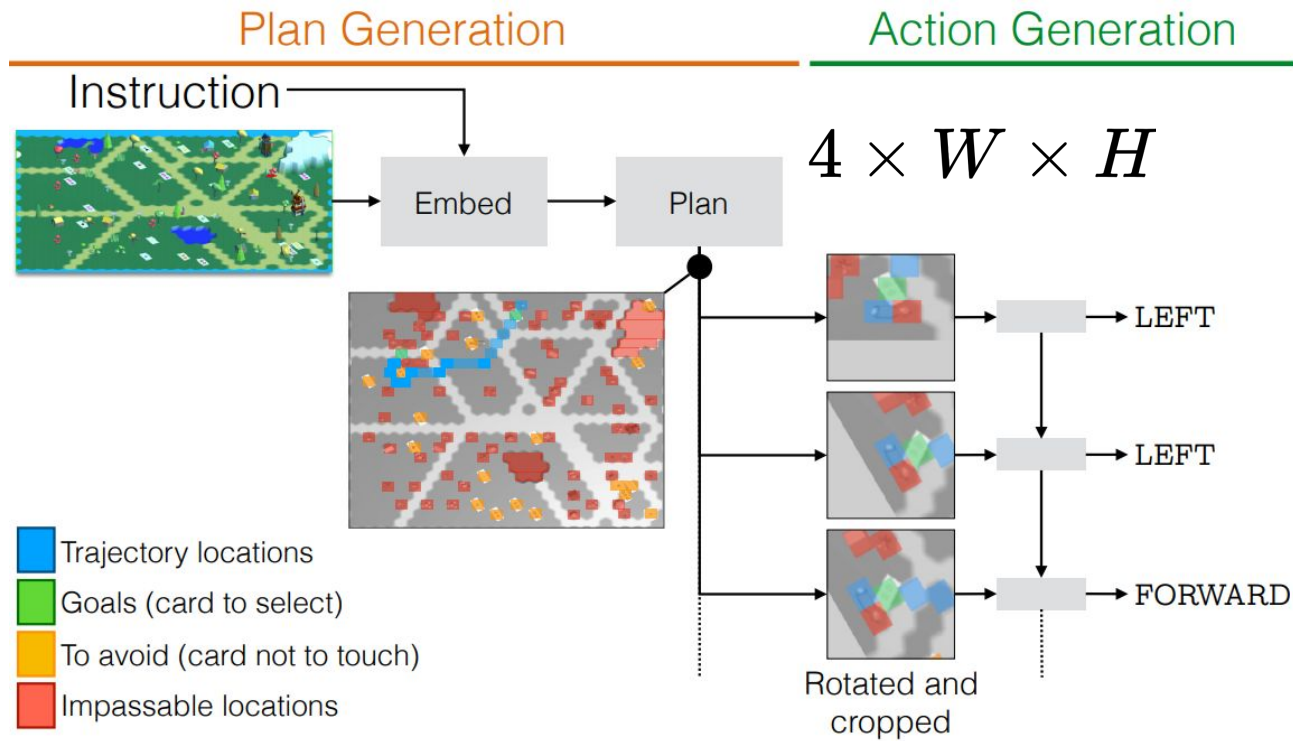 Plan Generation
Action Generation
Instruction
4 × W × H
Embed
Plan
LEFT
LEFT
FORWARD
Trajectory locations
Goals (card to select)
To avoid (card not to touch)
Impassable locations
Rotated and
cropped